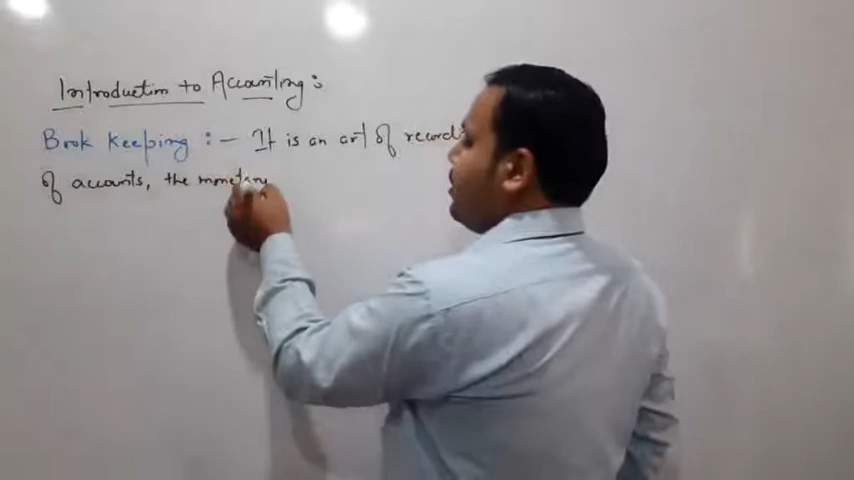 Introduction to Accounting:
Book keeping :- It is an art of record
of accounts, the monetary